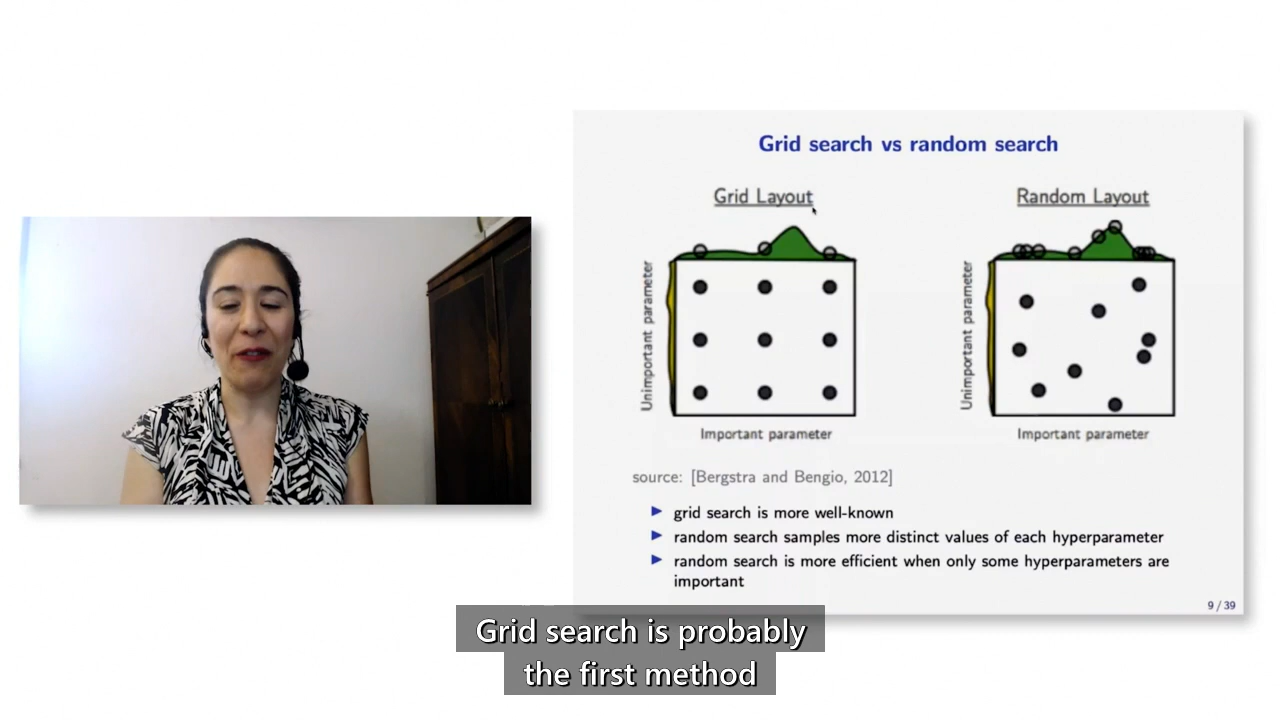 Grid search vs random search
Grid Layout
Random Layout
Unimportant parameter
Important parameter
Unimportant parameter
Important parameter
source: [Bergstra and Bengio, 2012]
grid search is more well-known
random search samples more distinct values of each hyperparameter
random search is more efficient when only some hyperparameters are
important
9 / 39
Grid search is probably
the first method